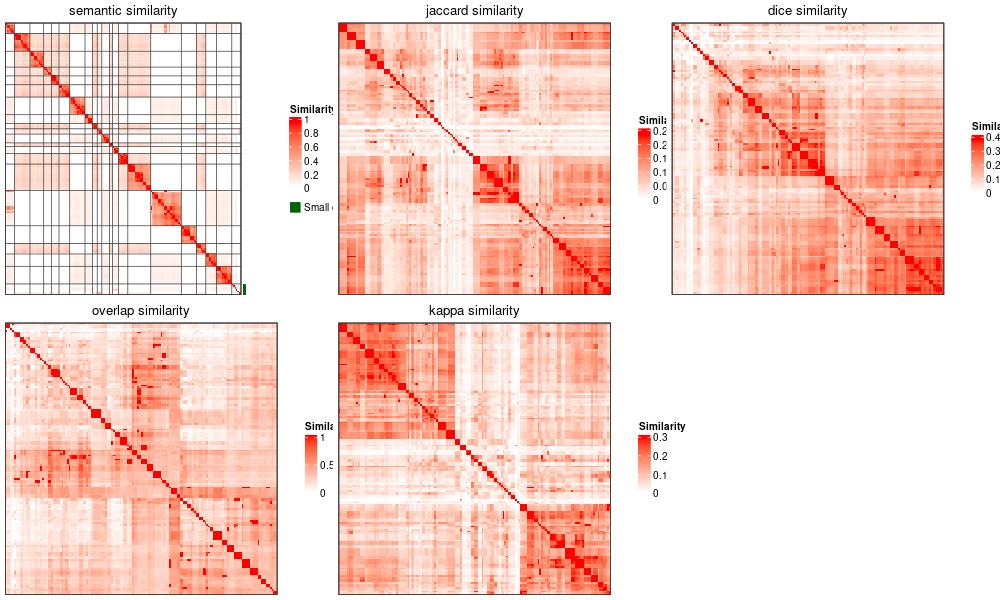 semantic similarity
jaccard similarity
dice similarity
Similarity
1
0.8
0.6
0.4
0.2
0
Small
Simila
0.2
0.2
0.1
0.1
0.0
0
Simila
0.4
0.3
0.2
0.1
0
overlap similarity
kappa similarity
Simila
1
0.5
0
Similarity
0.3
0.2
0.1
0